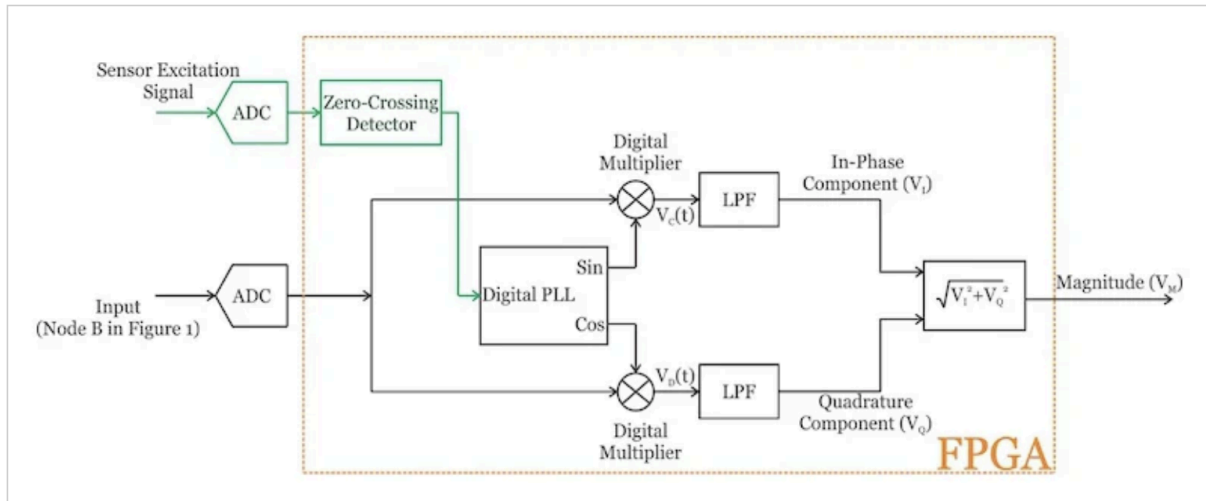 Sensor Excitation
Signal
ADC
Zero-Crossing
Detector
Digital
Multiplier
In-Phase
Component (V_I)
LPF
V_C(t)
Sin
Digital PLL
Cos
ADC
Input
(Node B in Figure 1)
√V_I²+V_Q²
Magnitude (V_M)
V_D(t)
LPF
Quadrature
Component (V_Q)
Digital
Multiplier
FPGA